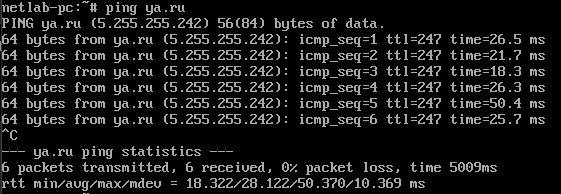 netlab-pc:~# ping ya.ru
PING ya.ru (5.255.255.242) 56(84) bytes of data.
64 bytes from ya.ru (5.255.255.242): icmp_seq=1 ttl=247 time=26.5 ms
64 bytes from ya.ru (5.255.255.242): icmp_seq=2 ttl=247 time=21.7 ms
64 bytes from ya.ru (5.255.255.242): icmp_seq=3 ttl=247 time=18.3 ms
64 bytes from ya.ru (5.255.255.242): icmp_seq=4 ttl=247 time=26.3 ms
64 bytes from ya.ru (5.255.255.242): icmp_seq=5 ttl=247 time=50.4 ms
64 bytes from ya.ru (5.255.255.242): icmp_seq=6 ttl=247 time=25.7 ms
^C
--- ya.ru ping statistics ---
6 packets transmitted, 6 received, 0% packet loss, time 5009ms
rtt min/avg/max/mdev = 18.322/28.122/50.370/10.369 ms